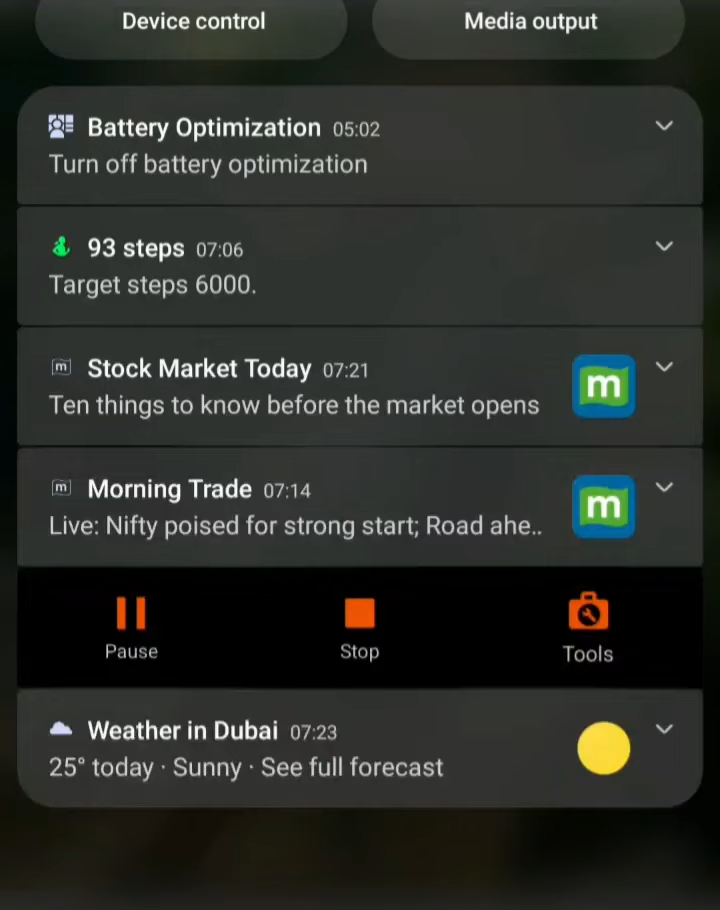 Device control
Media output
Battery Optimization 05:02
Turn off battery optimization
93 steps 07:06
Target steps 6000.
m Stock Market Today 07:21
Ten things to know before the market opens
m
m Morning Trade 07:14
Live: Nifty poised for strong start; Road ahe..
m
Pause
Stop
Tools
Weather in Dubai 07:23
25° today · Sunny · See full forecast